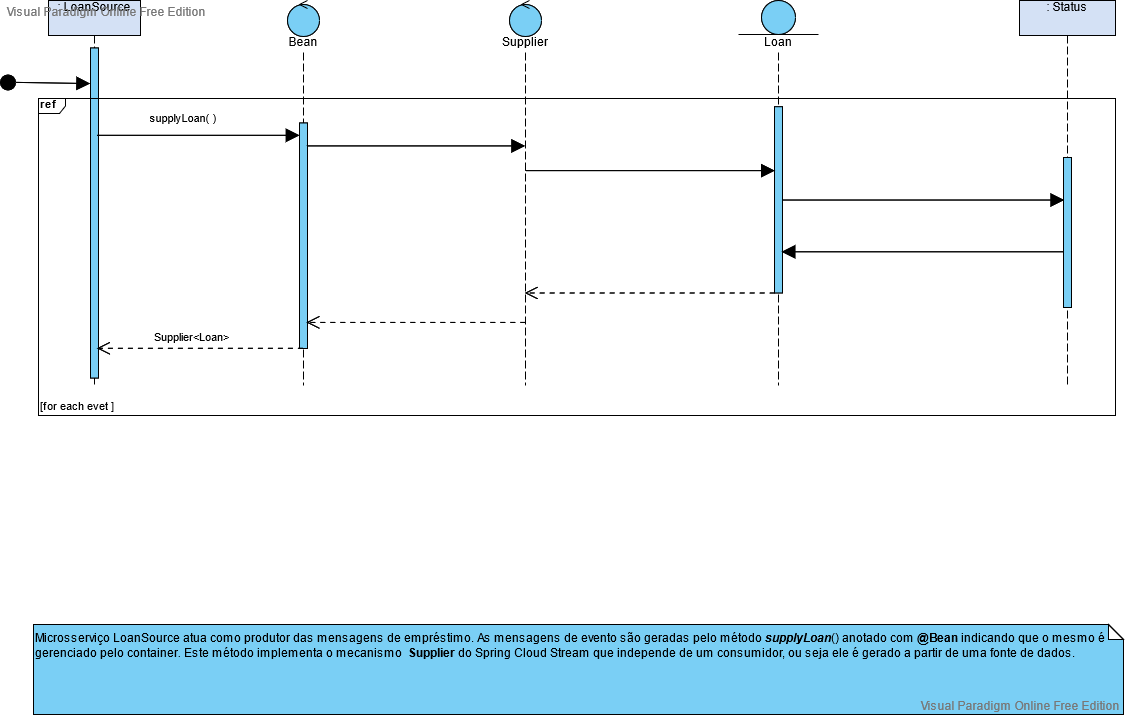 : LoanSource
Visual Paradigm Online Free Edition
Bean
Supplier
Loan
: Status
ref
supplyLoan( )
Supplier<Loan>
[for each evet ]
Microsserviço LoanSource atua como produtor das mensagens de empréstimo. As mensagens de evento são geradas pelo método supplyLoan() anotado com @Bean indicando que o mesmo é
gerenciado pelo container. Este método implementa o mecanismo Supplier do Spring Cloud Stream que independe de um consumidor, ou seja ele é gerado a partir de uma fonte de dados.
Visual Paradigm Online Free Edition